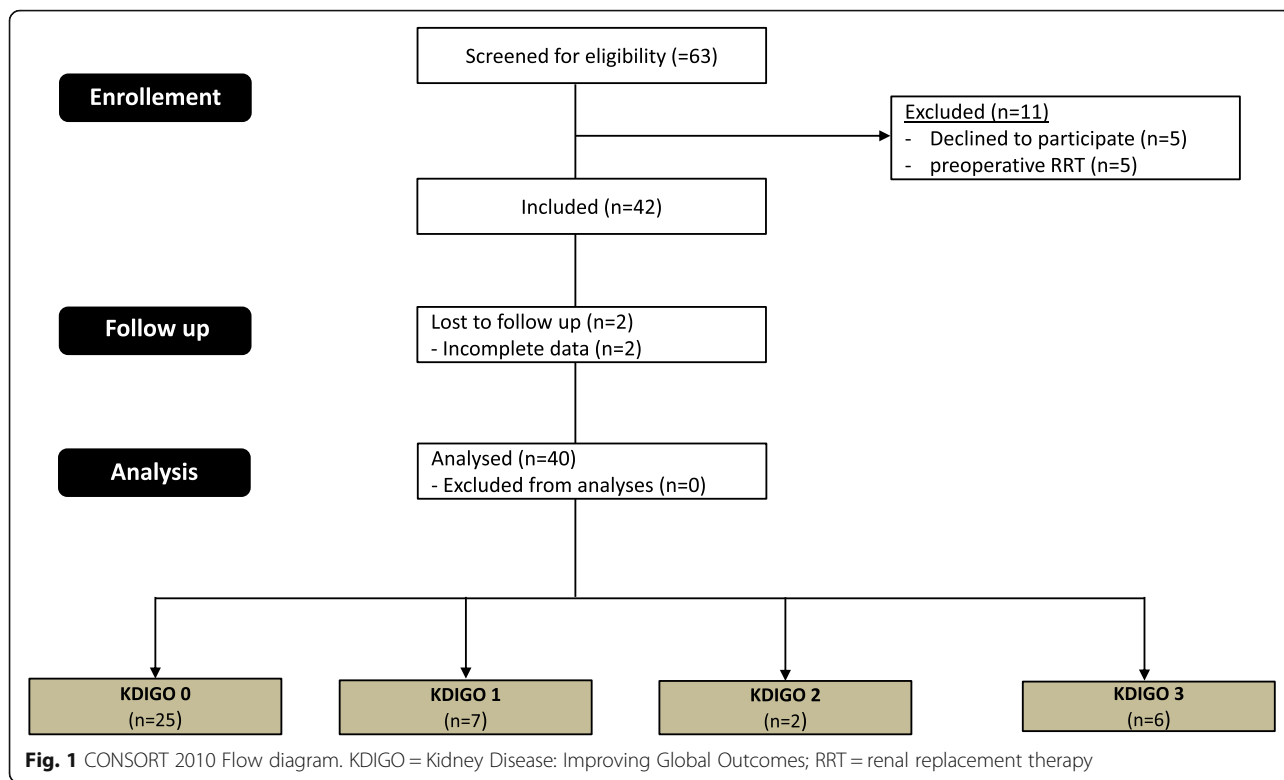 Screened for eligibility (=63)
Enrollement
Excluded (n=11)
- Declined to participate (n=5)
- preoperative RRT (n=5)
Included (n=42)
Follow up
Lost to follow up (n=2)
- Incomplete data (n=2)
Analysis
Analysed (n=40)
- Excluded from analyses (n=0)
KDIGO 0
(n=25)
KDIGO 1
(n=7)
KDIGO 2
(n=2)
KDIGO 3
(n=6)
Fig. 1 CONSORT 2010 Flow diagram. KDIGO = Kidney Disease: Improving Global Outcomes; RRT = renal replacement therapy